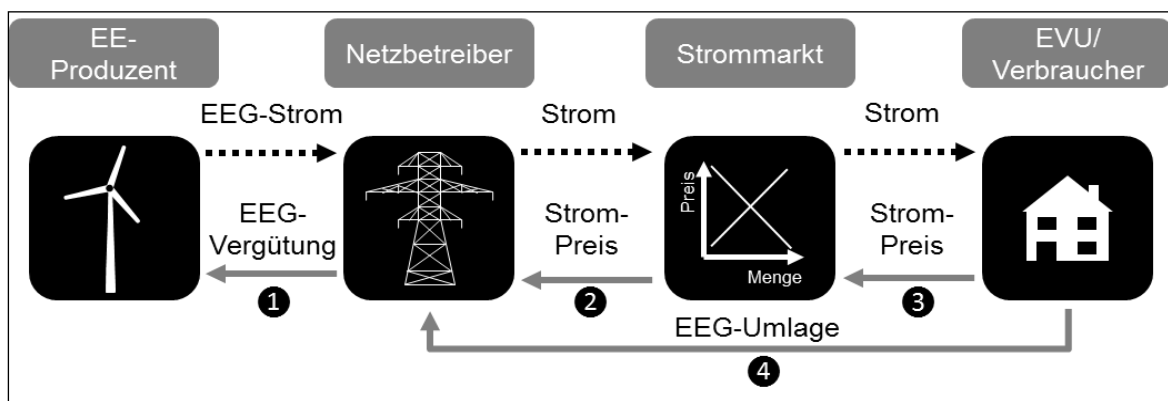 EE-
Produzent
Netzbetreiber
Strommarkt
EVU/
Verbraucher
EEG-Strom
Strom
Strom
EEG-
Vergütung
1
Strom-
Preis
2
Preis
Menge
Strom-
Preis
3
EEG-Umlage
4